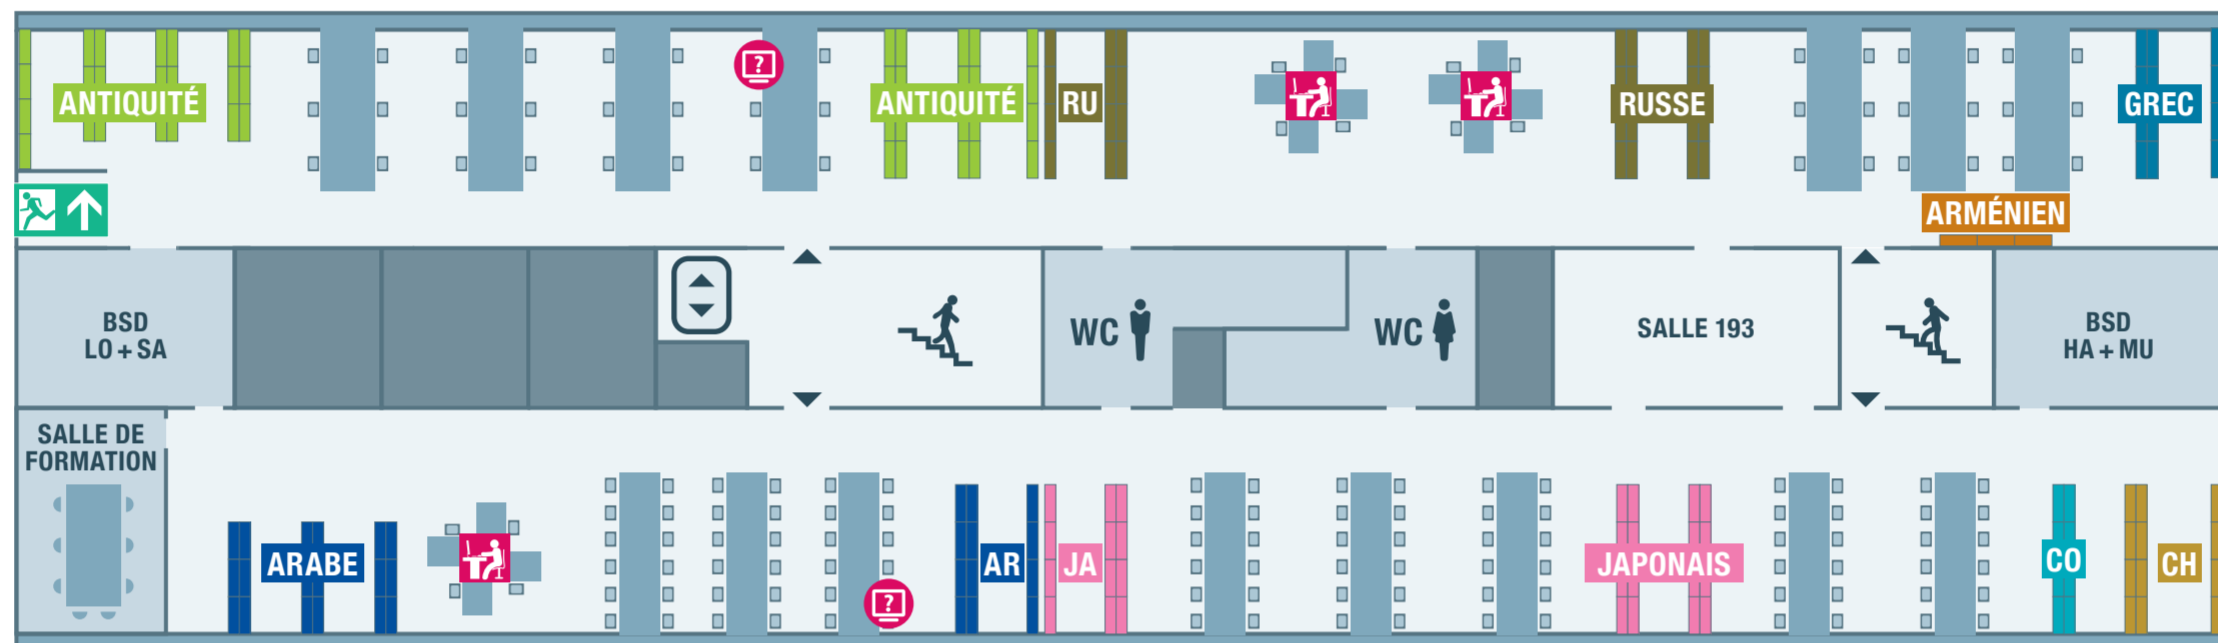 ANTIQUITÉ
?
ANTIQUITÉ
RU
RUSSE
GREC
ARMÉNIEN
BSD
LO + SA
WC
WC
SALLE 193
BSD
HA + MU
SALLE DE
FORMATION
ARABE
?
AR
JA
JAPONAIS
CO
CH